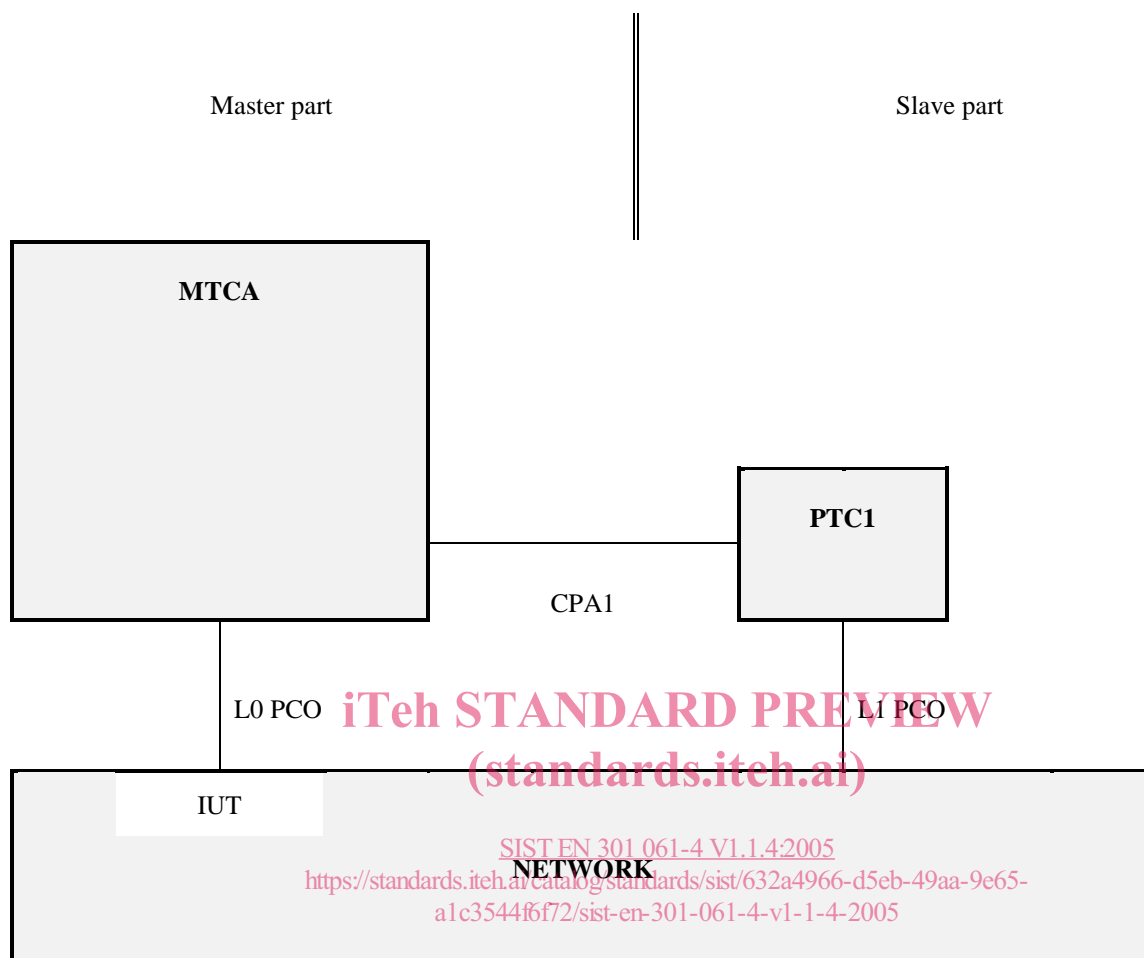 Master part
Slave part
MTCA
PTC1
CPA1
L0 PCO
L1 PCO
iTeh STANDARD PREVIEW
(standards.iteh.ai)
IUT
SIST EN 301 061-4 V1.1.4:2005
NETWORK
https://standards.iteh.ai/catalog/standards/sist/632a4966-d5eb-49aa-9e65-
a1c3544f6f72/sist-en-301-061-4-v1-1-4-2005